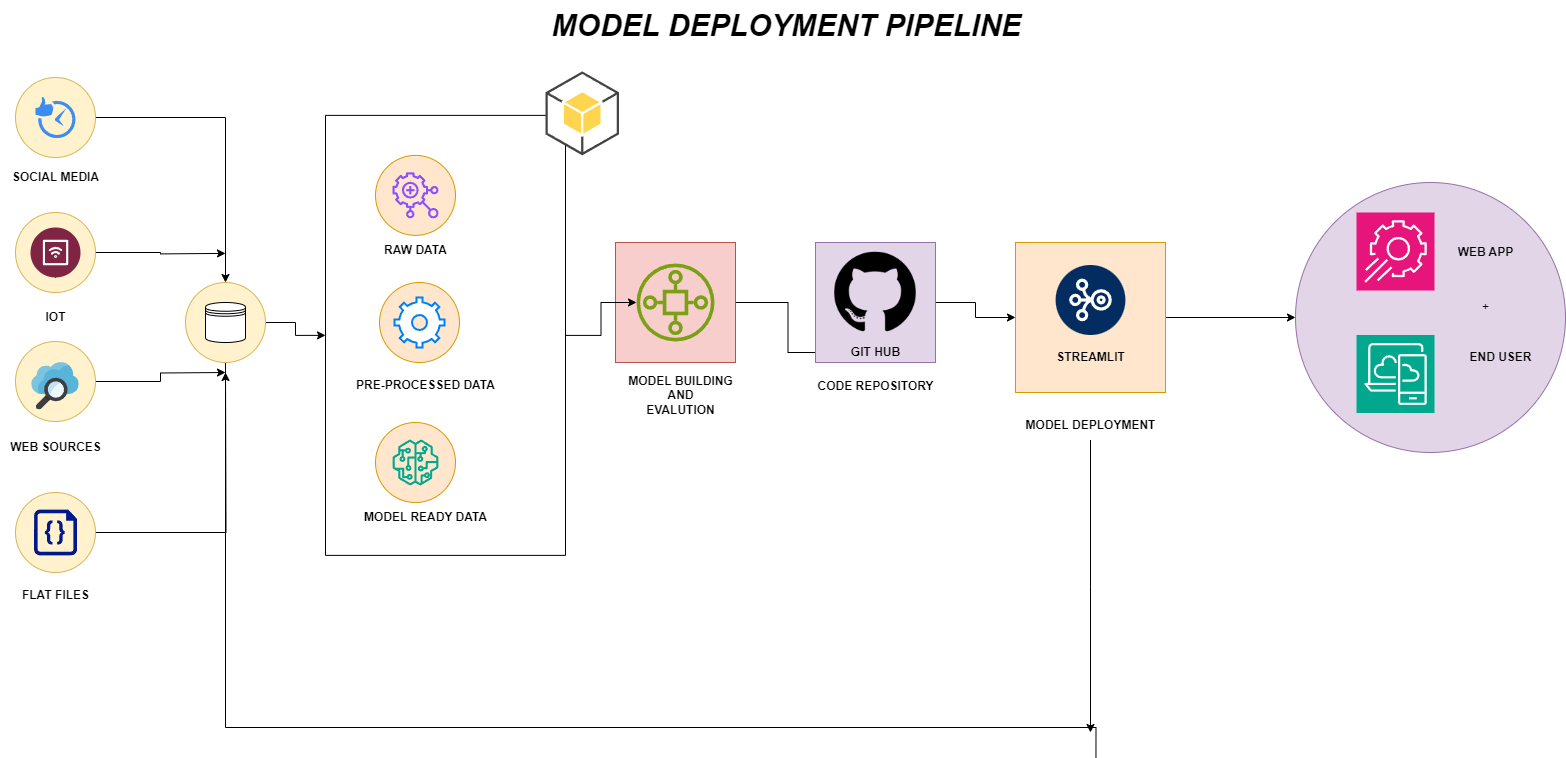 MODEL DEPLOYMENT PIPELINE
SOCIAL MEDIA
IOT
WEB SOURCES
FLAT FILES
RAW DATA
PRE-PROCESSED DATA
MODEL READY DATA
MODEL BUILDING
AND
EVALUTION
GIT HUB
CODE REPOSITORY
STREAMLIT
MODEL DEPLOYMENT
WEB APP
+
END USER